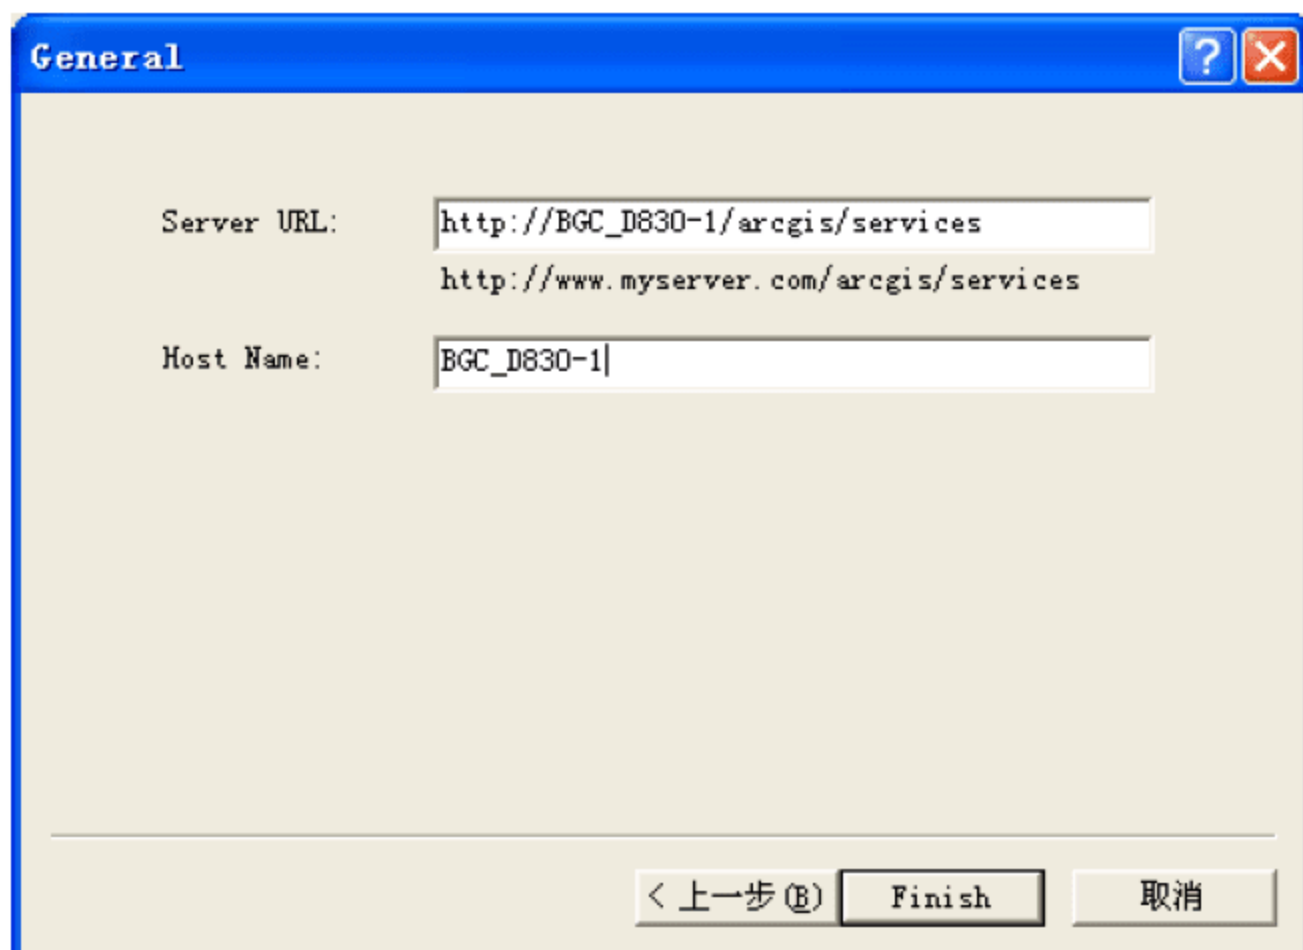 General
Server URL: http://BGC_D830-1/arcgis/services
http://www.myserver.com/arcgis/services
Host Name: BGC_D830-1
< 上一步(B) Finish 取消